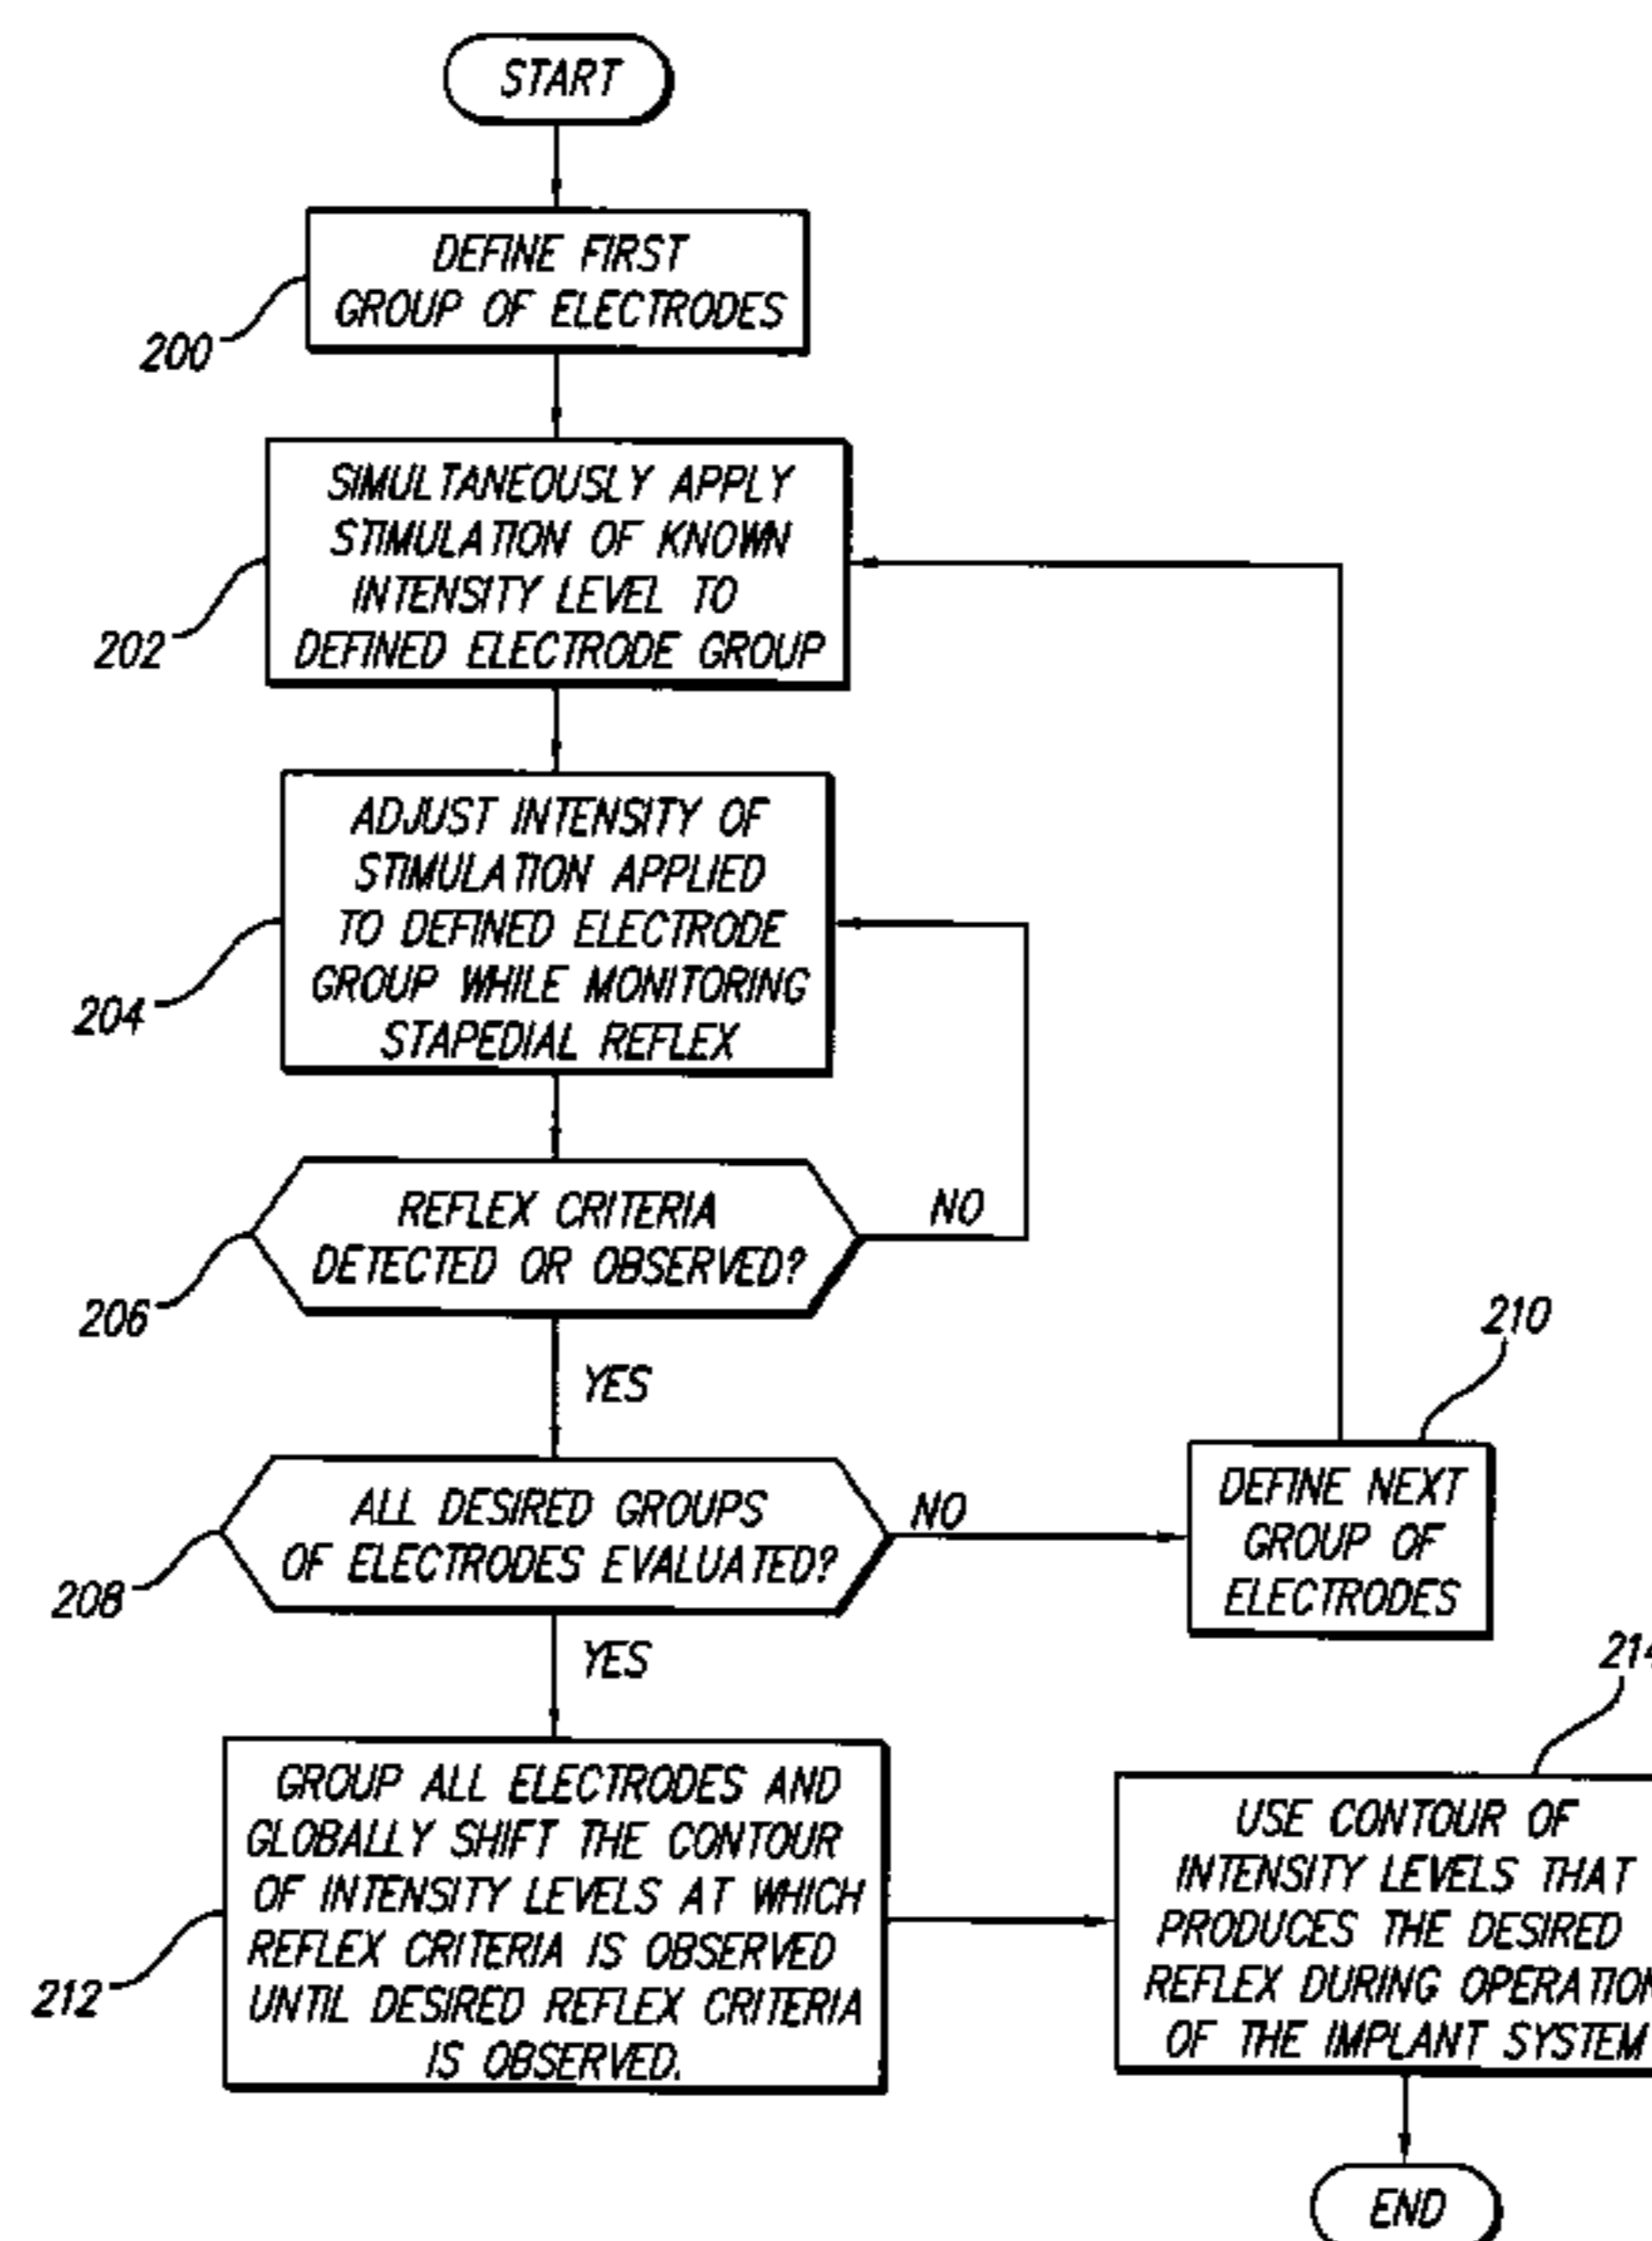 START
DEFINE FIRST
GROUP OF ELECTRODES
200
SIMULTANEOUSLY APPLY
STIMULATION OF KNOWN
INTENSITY LEVEL TO
DEFINED ELECTRODE GROUP
202
ADJUST INTENSITY OF
STIMULATION APPLIED
TO DEFINED ELECTRODE
GROUP WHILE MONITORING
STAPEDIAL REFLEX
204
REFLEX CRITERIA
DETECTED OR OBSERVED?
NO
206
YES
210
ALL DESIRED GROUPS
OF ELECTRODES EVALUATED?
NO
208
DEFINE NEXT
GROUP OF
ELECTRODES
YES
214
GROUP ALL ELECTRODES AND
GLOBALLY SHIFT THE CONTOUR
OF INTENSITY LEVELS AT WHICH
REFLEX CRITERIA IS OBSERVED
UNTIL DESIRED REFLEX CRITERIA
IS OBSERVED.
212
USE CONTOUR OF
INTENSITY LEVELS THAT
PRODUCES THE DESIRED
REFLEX DURING OPERATION
OF THE IMPLANT SYSTEM
END